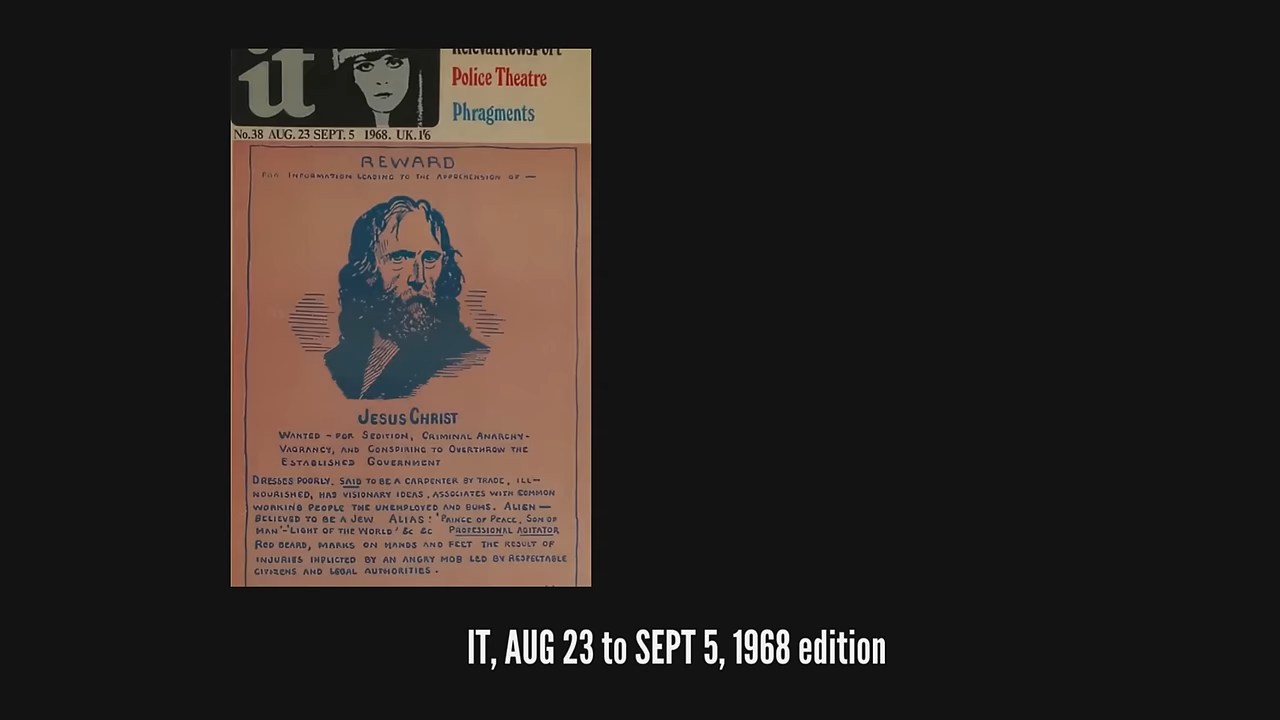 it
Police Theatre
Phragments
No.38 AUG. 23 SEPT. 5 1968. UK. 1'6
REWARD
FOR INFORMATION LEADING TO THE APPREHENSION OF —
JESUS CHRIST
WANTED - FOR SEDITION, CRIMINAL ANARCHY-
VAGRANCY, AND CONSPIRING TO OVERTHROW THE
ESTABLISHED GOVERNMENT
DRESSES POORLY. SAID TO BE A CARPENTER BY TRADE, ILL-
NOURISHED, HAS VISIONARY IDEAS. ASSOCIATES WITH COMMON
WORKING PEOPLE THE UNEMPLOYED AND BUMS. ALIEN —
BELIEVED TO BE A JEW ALIAS: 'PRINCE OF PEACE, SON OF
MAN'-'LIGHT OF THE WORLD' &c &c PROFESSIONAL AGITATOR
RED BEARD, MARKS ON HANDS AND FEET THE RESULT OF
INJURIES INFLICTED BY AN ANGRY MOB LED BY RESPECTABLE
CITIZENS AND LEGAL AUTHORITIES.
IT, AUG 23 to SEPT 5, 1968 edition